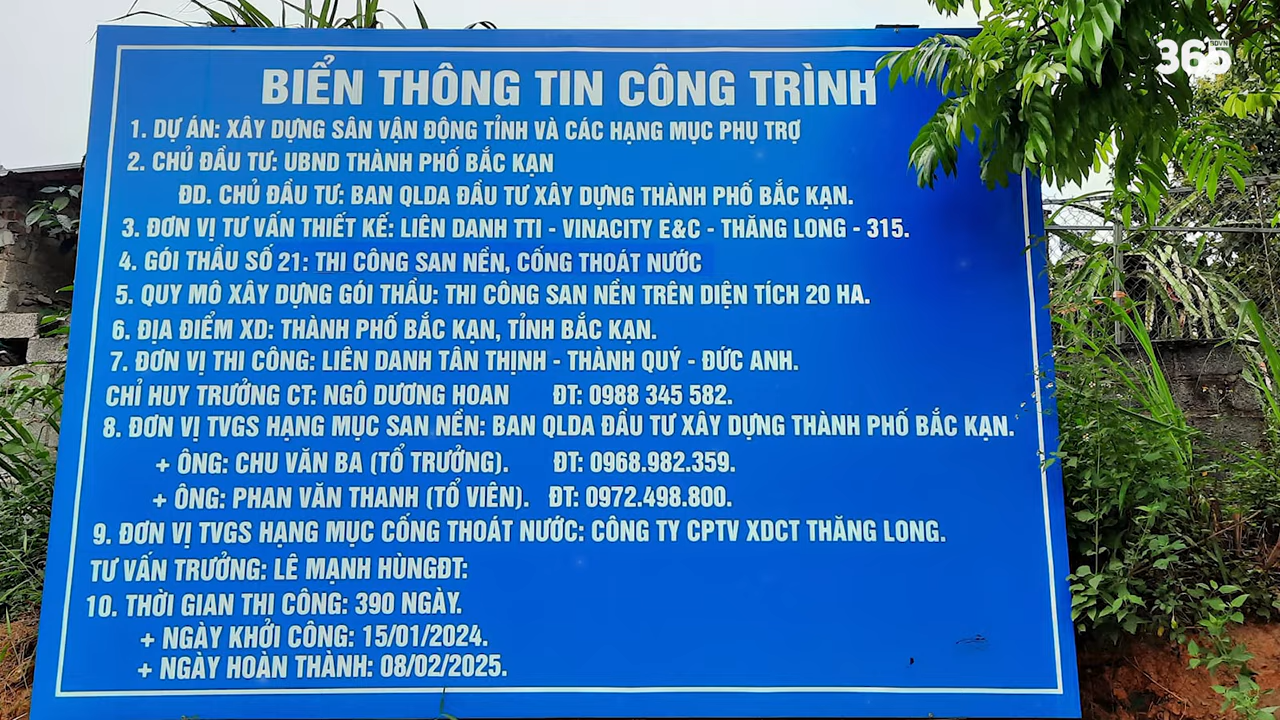 365
BDVN
BIỂN THÔNG TIN CÔNG TRÌNH
1. DỰ ÁN: XÂY DỰNG SÂN VẬN ĐỘNG TỈNH VÀ CÁC HẠNG MỤC PHỤ TRỢ
2. CHỦ ĐẦU TƯ: UBND THÀNH PHỐ BẮC KẠN
ĐD. CHỦ ĐẦU TƯ: BAN QLDA ĐẦU TƯ XÂY DỰNG THÀNH PHỐ BẮC KẠN.
3. ĐƠN VỊ TƯ VẤN THIẾT KẾ: LIÊN DANH TTI - VINACITY E&C - THĂNG LONG - 315.
4. GÓI THẦU SỐ 21: THI CÔNG SAN NỀN, CỐNG THOÁT NƯỚC
5. QUY MÔ XÂY DỰNG GÓI THẦU: THI CÔNG SAN NỀN TRÊN DIỆN TÍCH 20 HA.
6. ĐỊA ĐIỂM XD: THÀNH PHỐ BẮC KẠN, TỈNH BẮC KẠN.
7. ĐƠN VỊ THI CÔNG: LIÊN DANH TÂN THỊNH - THÀNH QUÝ - ĐỨC ANH.
CHỈ HUY TRƯỞNG CT: NGÔ DƯƠNG HOAN ĐT: 0988 345 582.
8. ĐƠN VỊ TVGS HẠNG MỤC SAN NỀN: BAN QLDA ĐẦU TƯ XÂY DỰNG THÀNH PHỐ BẮC KẠN.
+ ÔNG: CHU VĂN BA (TỔ TRƯỞNG). ĐT: 0968.982.359.
+ ÔNG: PHAN VĂN THANH (TỔ VIÊN). ĐT: 0972.498.800.
9. ĐƠN VỊ TVGS HẠNG MỤC CỐNG THOÁT NƯỚC: CÔNG TY CPTV XDCT THĂNG LONG.
TƯ VẤN TRƯỞNG: LÊ MẠNH HÙNGĐT:
10. THỜI GIAN THI CÔNG: 390 NGÀY.
+ NGÀY KHỞI CÔNG: 15/01/2024.
+ NGÀY HOÀN THÀNH: 08/02/2025.